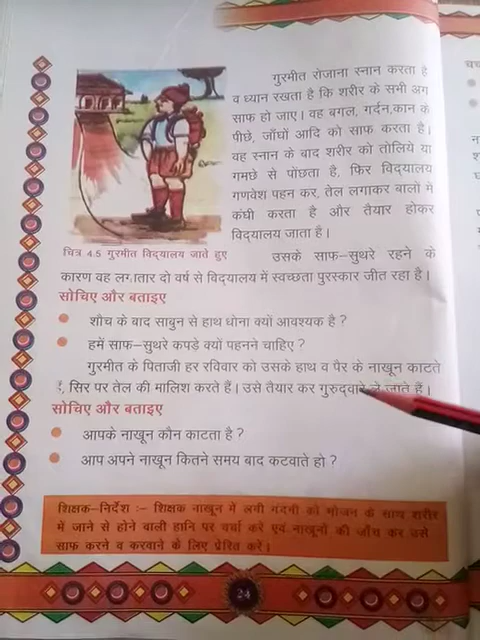 गुरमीत रोजाना स्नान करता है
व ध्यान रखता है कि शरीर के सभी अंग
साफ हो जाए। वह बगल, गर्दन,कान के
पीछे, जाँघों आदि को साफ करता है।
वह स्नान के बाद शरीर को तोलिये या
गमछे से पोंछता है, फिर विद्यालय
गणवेश पहन कर, तेल लगाकर बालों में
कंघी करता है और तैयार होकर
विद्यालय जाता है।
चित्र 4.5 गुरमीत विद्यालय जाते हुए
उसके साफ–सुथरे रहने के
कारण वह लगातार दो वर्ष से विद्यालय में स्वच्छता पुरस्कार जीत रहा है।
सोचिए और बताइए
शौच के बाद साबुन से हाथ धोना क्यों आवश्यक है ?
हमें साफ–सुथरे कपड़े क्यों पहनने चाहिए ?
गुरमीत के पिताजी हर रविवार को उसके हाथ व पैर के नाखून काटते
हैं, सिर पर तेल की मालिश करते हैं। उसे तैयार कर गुरुद्वारे ले जाते हैं।
सोचिए और बताइए
आपके नाखून कौन काटता है ?
आप अपने नाखून कितने समय बाद कटवाते हो ?
शिक्षक–निर्देश :– शिक्षक नाखून में लगी गंदगी को भोजन के साथ शरीर
में जाने से होने वाली हानि पर चर्चा करें एवं नाखूनों की जाँच कर उसे
साफ करने व करवाने के लिए प्रेरित करें।
24